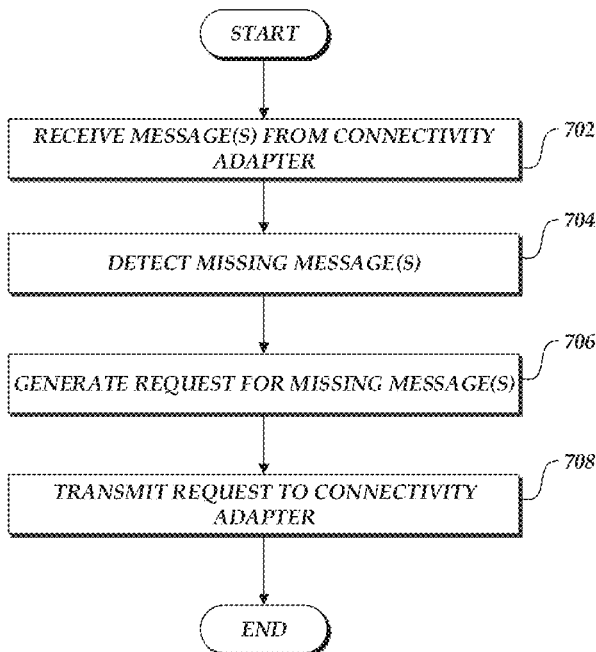 START
RECEIVE MESSAGE(S) FROM CONNECTIVITY
ADAPTER
702
704
DETECT MISSING MESSAGE(S)
706
GENERATE REQUEST FOR MISSING MESSAGE(S)
708
TRANSMIT REQUEST TO CONNECTIVITY
ADAPTER
END